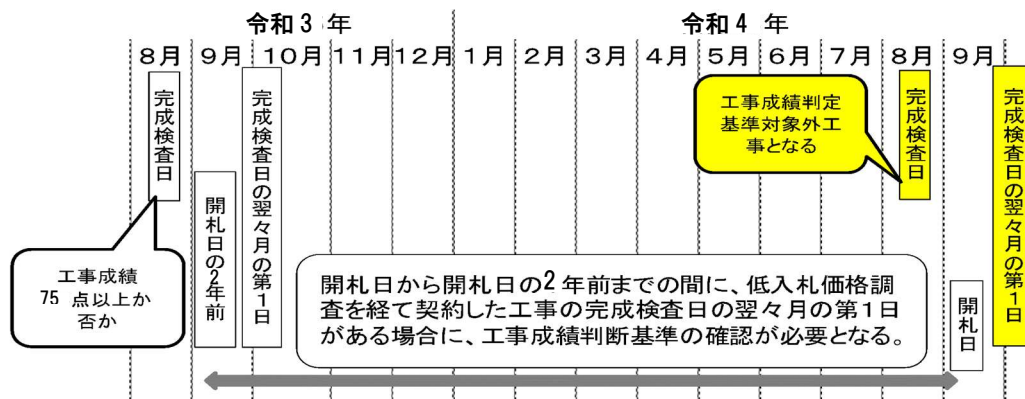 令和3年
令和4年
8月 9月 10月 11月 12月 1月 2月 3月 4月 5月 6月 7月 8月 9月
完成検査日
開札日の2年前
完成検査日の翌々月の第1日
工事成績
75 点以上か
否か
開札日から開札日の2年前までの間に、低入札価格調
査を経て契約した工事の完成検査日の翌々月の第1日
がある場合に、工事成績判断基準の確認が必要となる。
工事成績判定
基準対象外工
事となる
完成検査日
開札日
完成検査日の翌々月の第1日